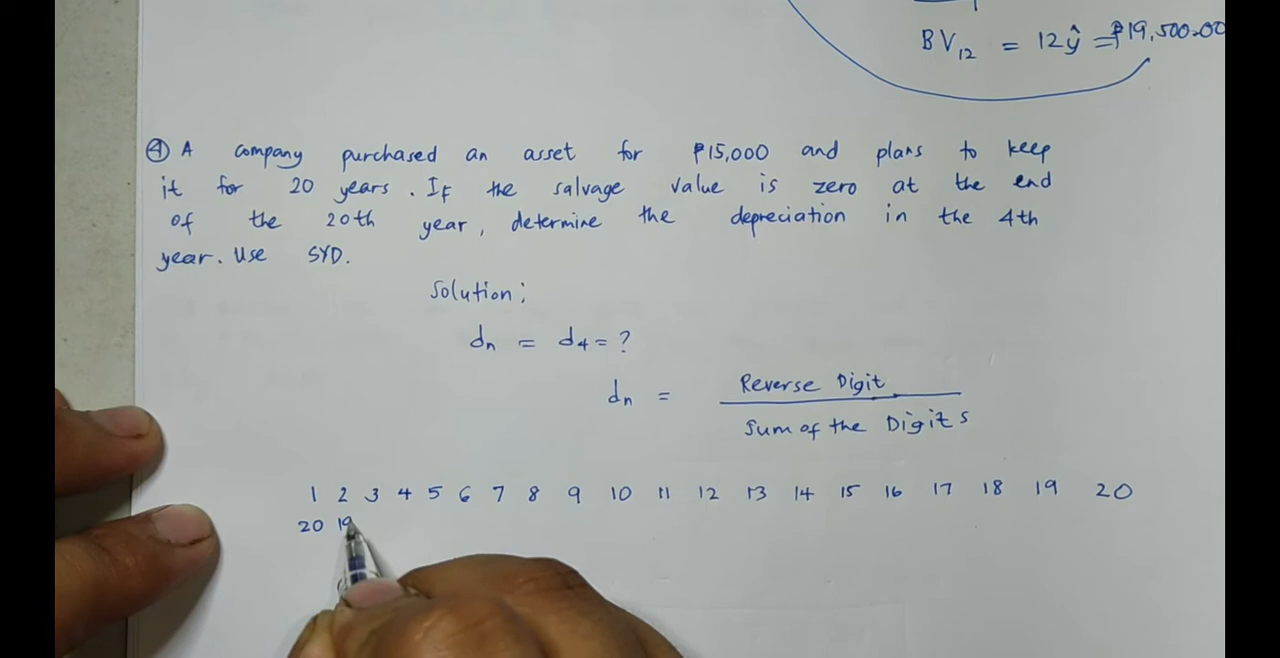 BV12 = 12ŷ = ₱19,500.00
④ A company purchased an asset for ₱15,000 and plans to keep
it for 20 years. If the salvage value is zero at the end
of the 20th year, determine the depreciation in the 4th
year. Use SYD.
Solution;
dn = d4 = ?
dn = Reverse Digit
Sum of the Digits
1 2 3 4 5 6 7 8 9 10 11 12 13 14 15 16 17 18 19 20
20 19